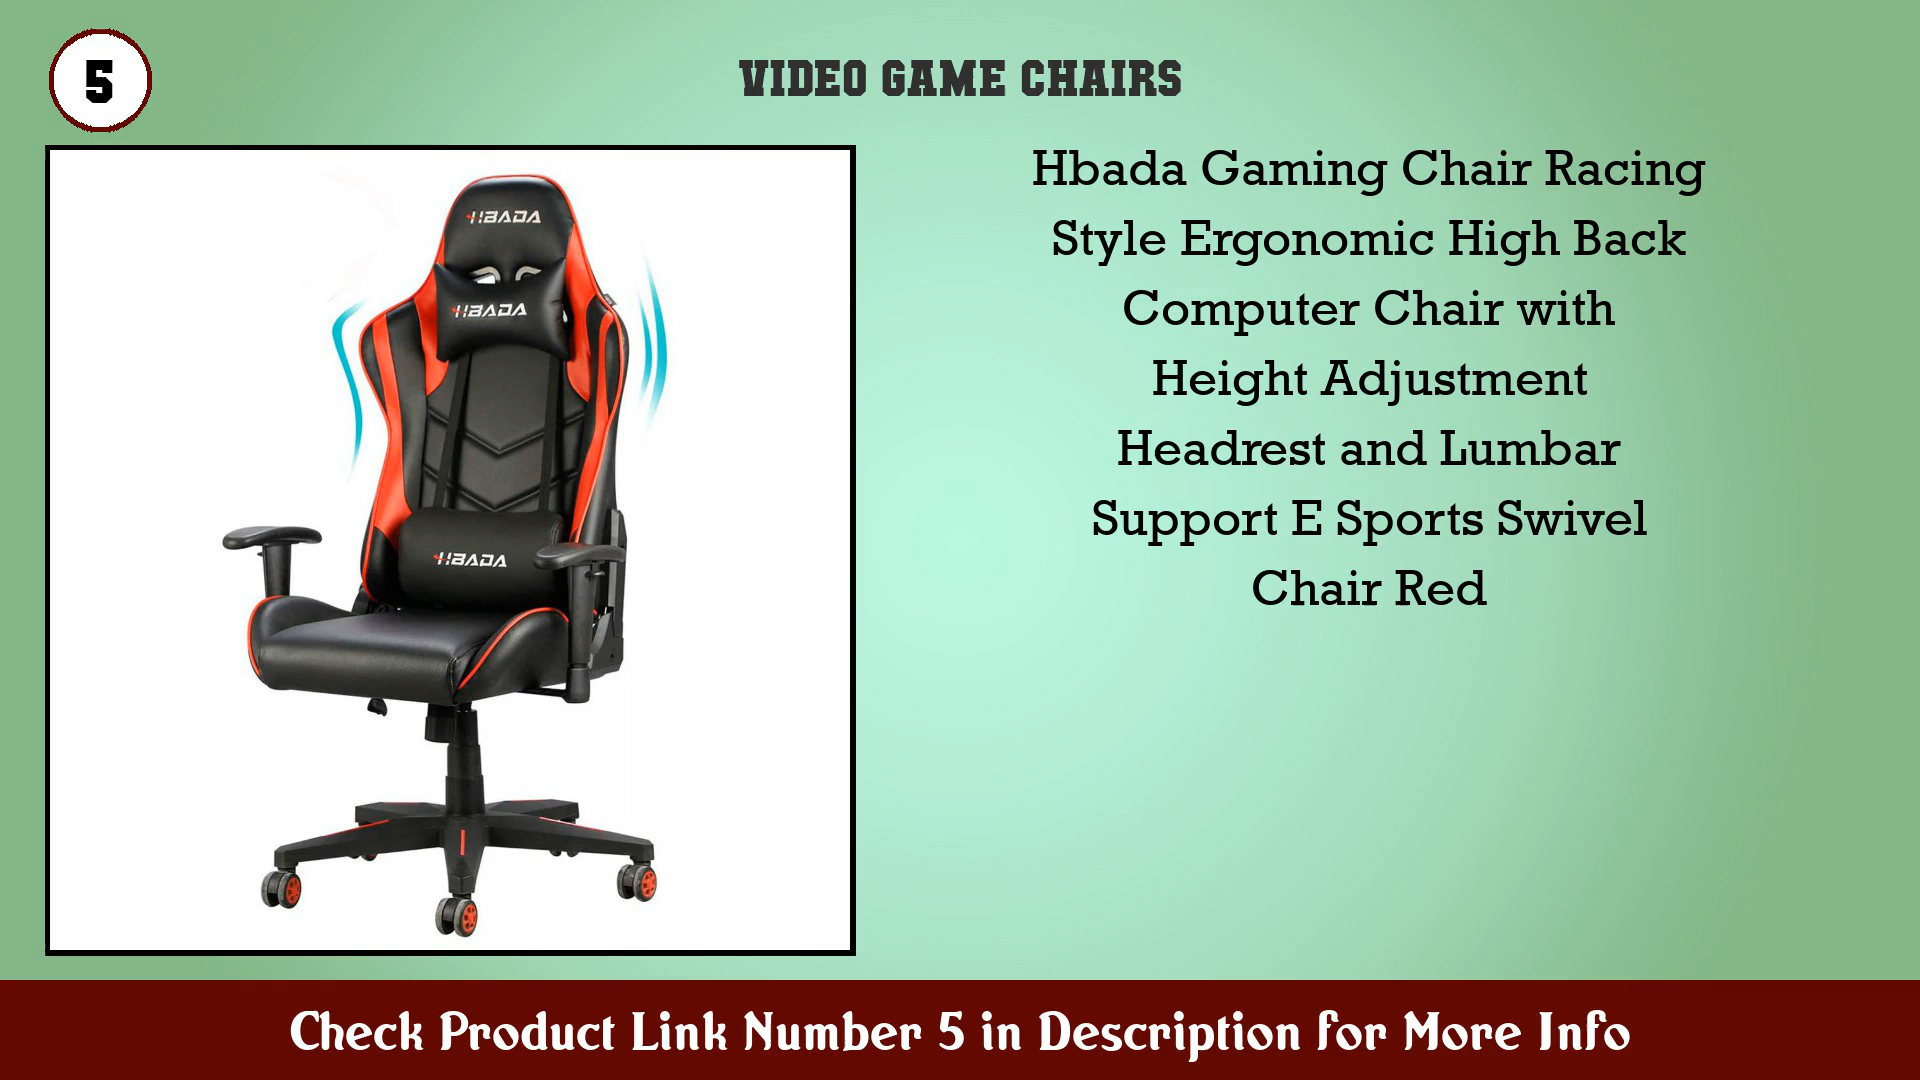 5
VIDEO GAME CHAIRS
HBADA
HBADA
HBADA
Hbada Gaming Chair Racing
Style Ergonomic High Back
Computer Chair with
Height Adjustment
Headrest and Lumbar
Support E Sports Swivel
Chair Red
Check Product Link Number 5 in Description for More Info